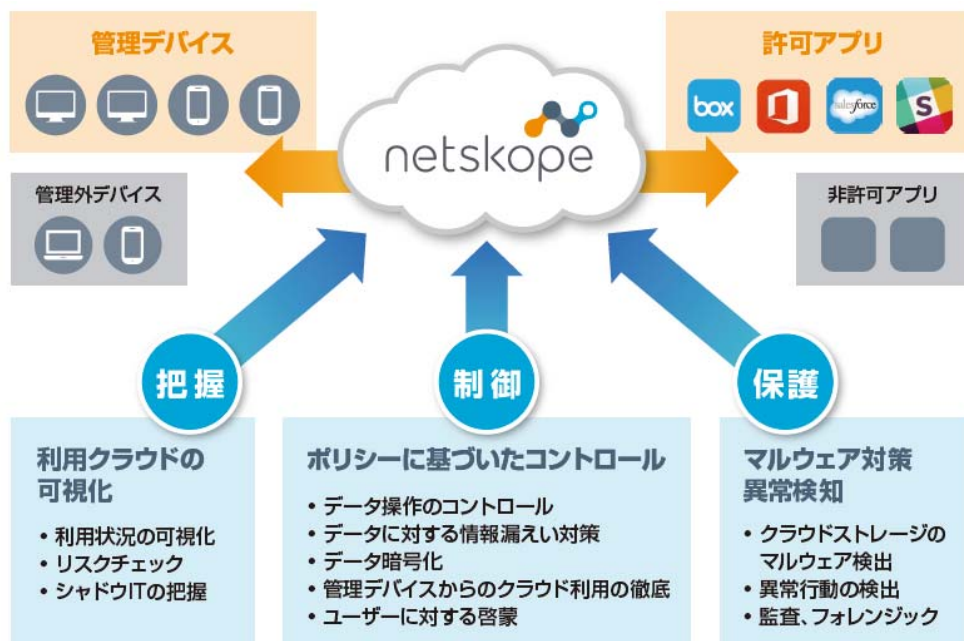 管理デバイス
許可アプリ
netskope
box
salesforce
S
管理外デバイス
非許可アプリ
把握
制御
保護
利用クラウドの
可視化
・利用状況の可視化
・リスクチェック
・シャドウITの把握
ポリシーに基づいたコントロール
・データ操作のコントロール
・データに対する情報漏えい対策
・データ暗号化
・管理デバイスからのクラウド利用の徹底
・ユーザーに対する啓蒙
マルウェア対策
異常検知
・クラウドストレージの
マルウェア検出
・異常行動の検出
・監査、フォレンジック